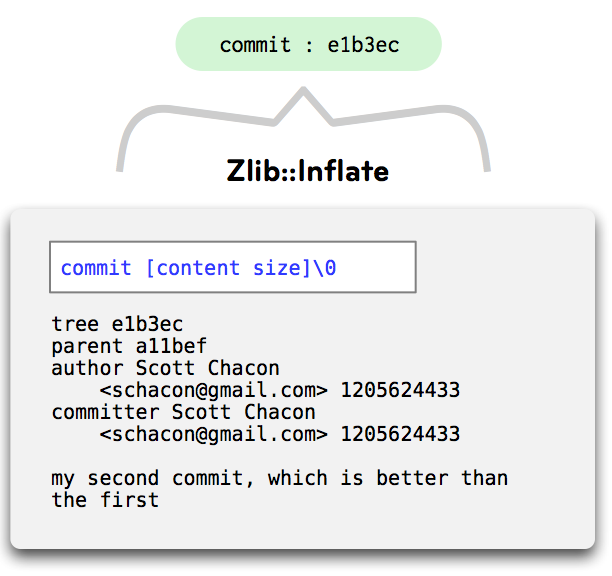 commit : e1b3ec
Zlib::Inflate
commit [content size]\0
tree e1b3ec
parent a11bef
author Scott Chacon
<schacon@gmail.com> 1205624433
committer Scott Chacon
<schacon@gmail.com> 1205624433
my second commit, which is better than
the first